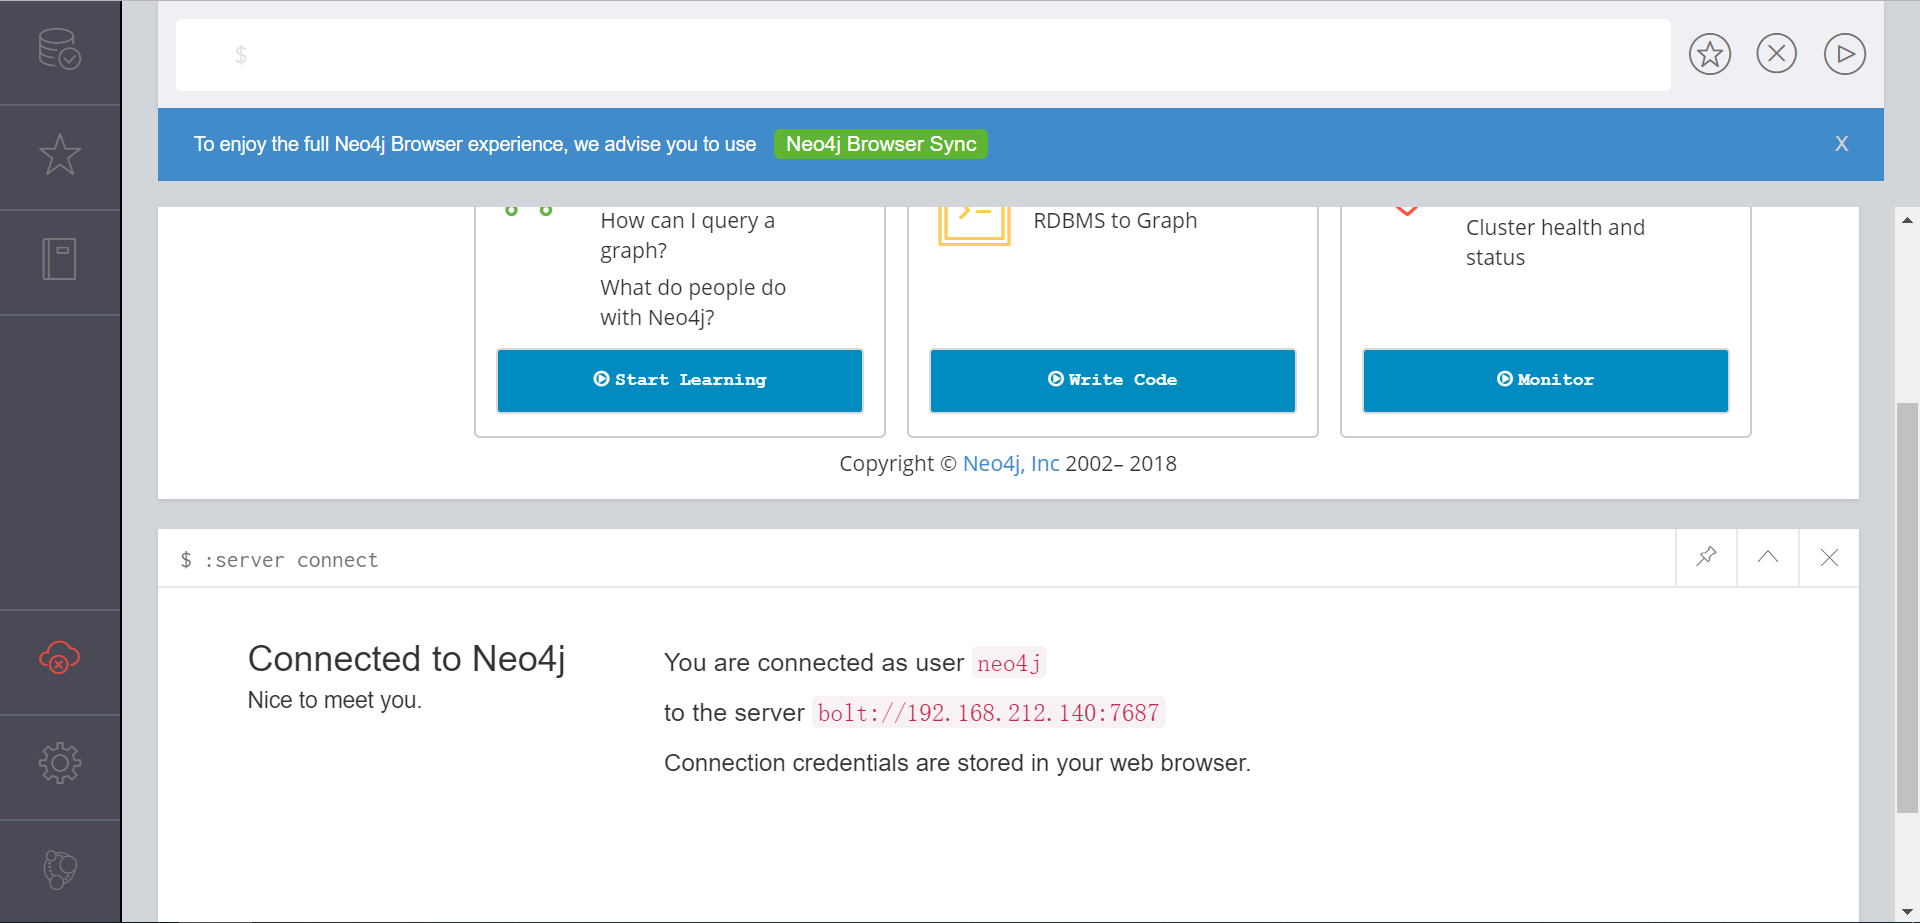 $
To enjoy the full Neo4j Browser experience, we advise you to use Neo4j Browser Sync X
How can I query a
graph?
What do people do
with Neo4j?
Start Learning
RDBMS to Graph
Write Code
Cluster health and
status
Monitor
Copyright © Neo4j, Inc 2002– 2018
$ :server connect
Connected to Neo4j
Nice to meet you.
You are connected as user neo4j
to the server bolt://192.168.212.140:7687
Connection credentials are stored in your web browser.